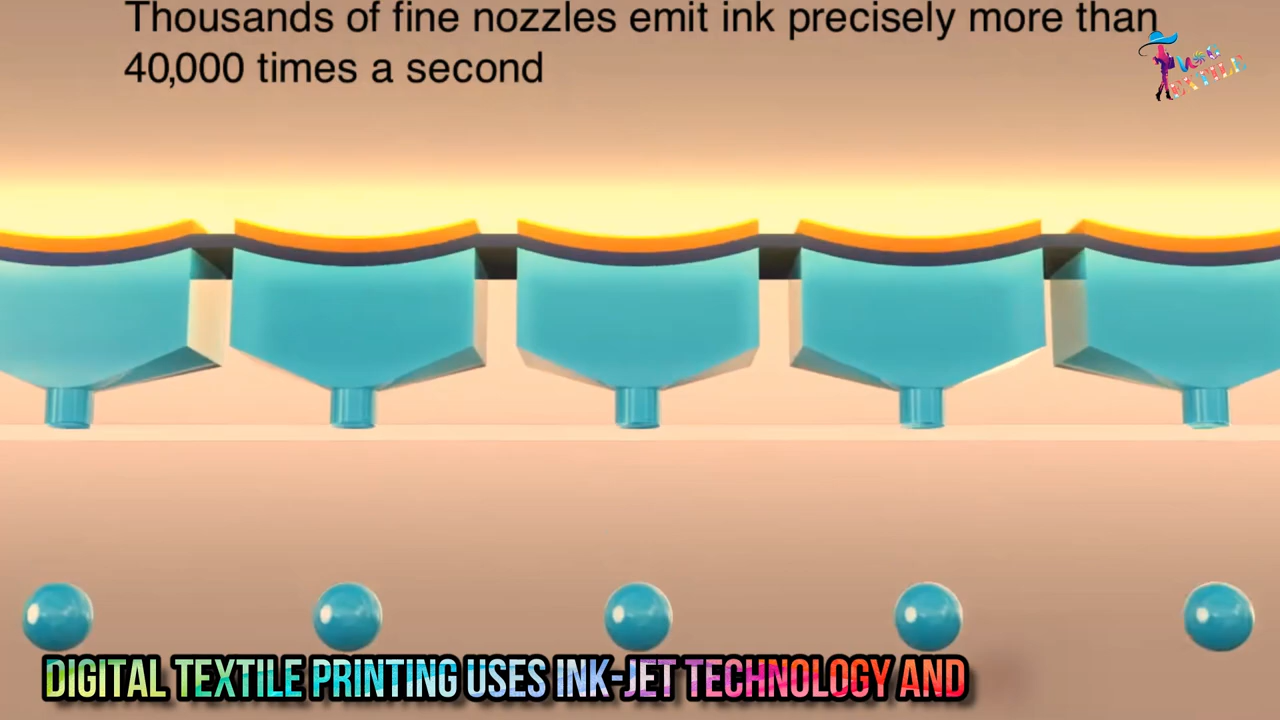 Thousands of fine nozzles emit ink precisely more than
40,000 times a second
DIGITAL TEXTILE PRINTING USES INK-JET TECHNOLOGY AND